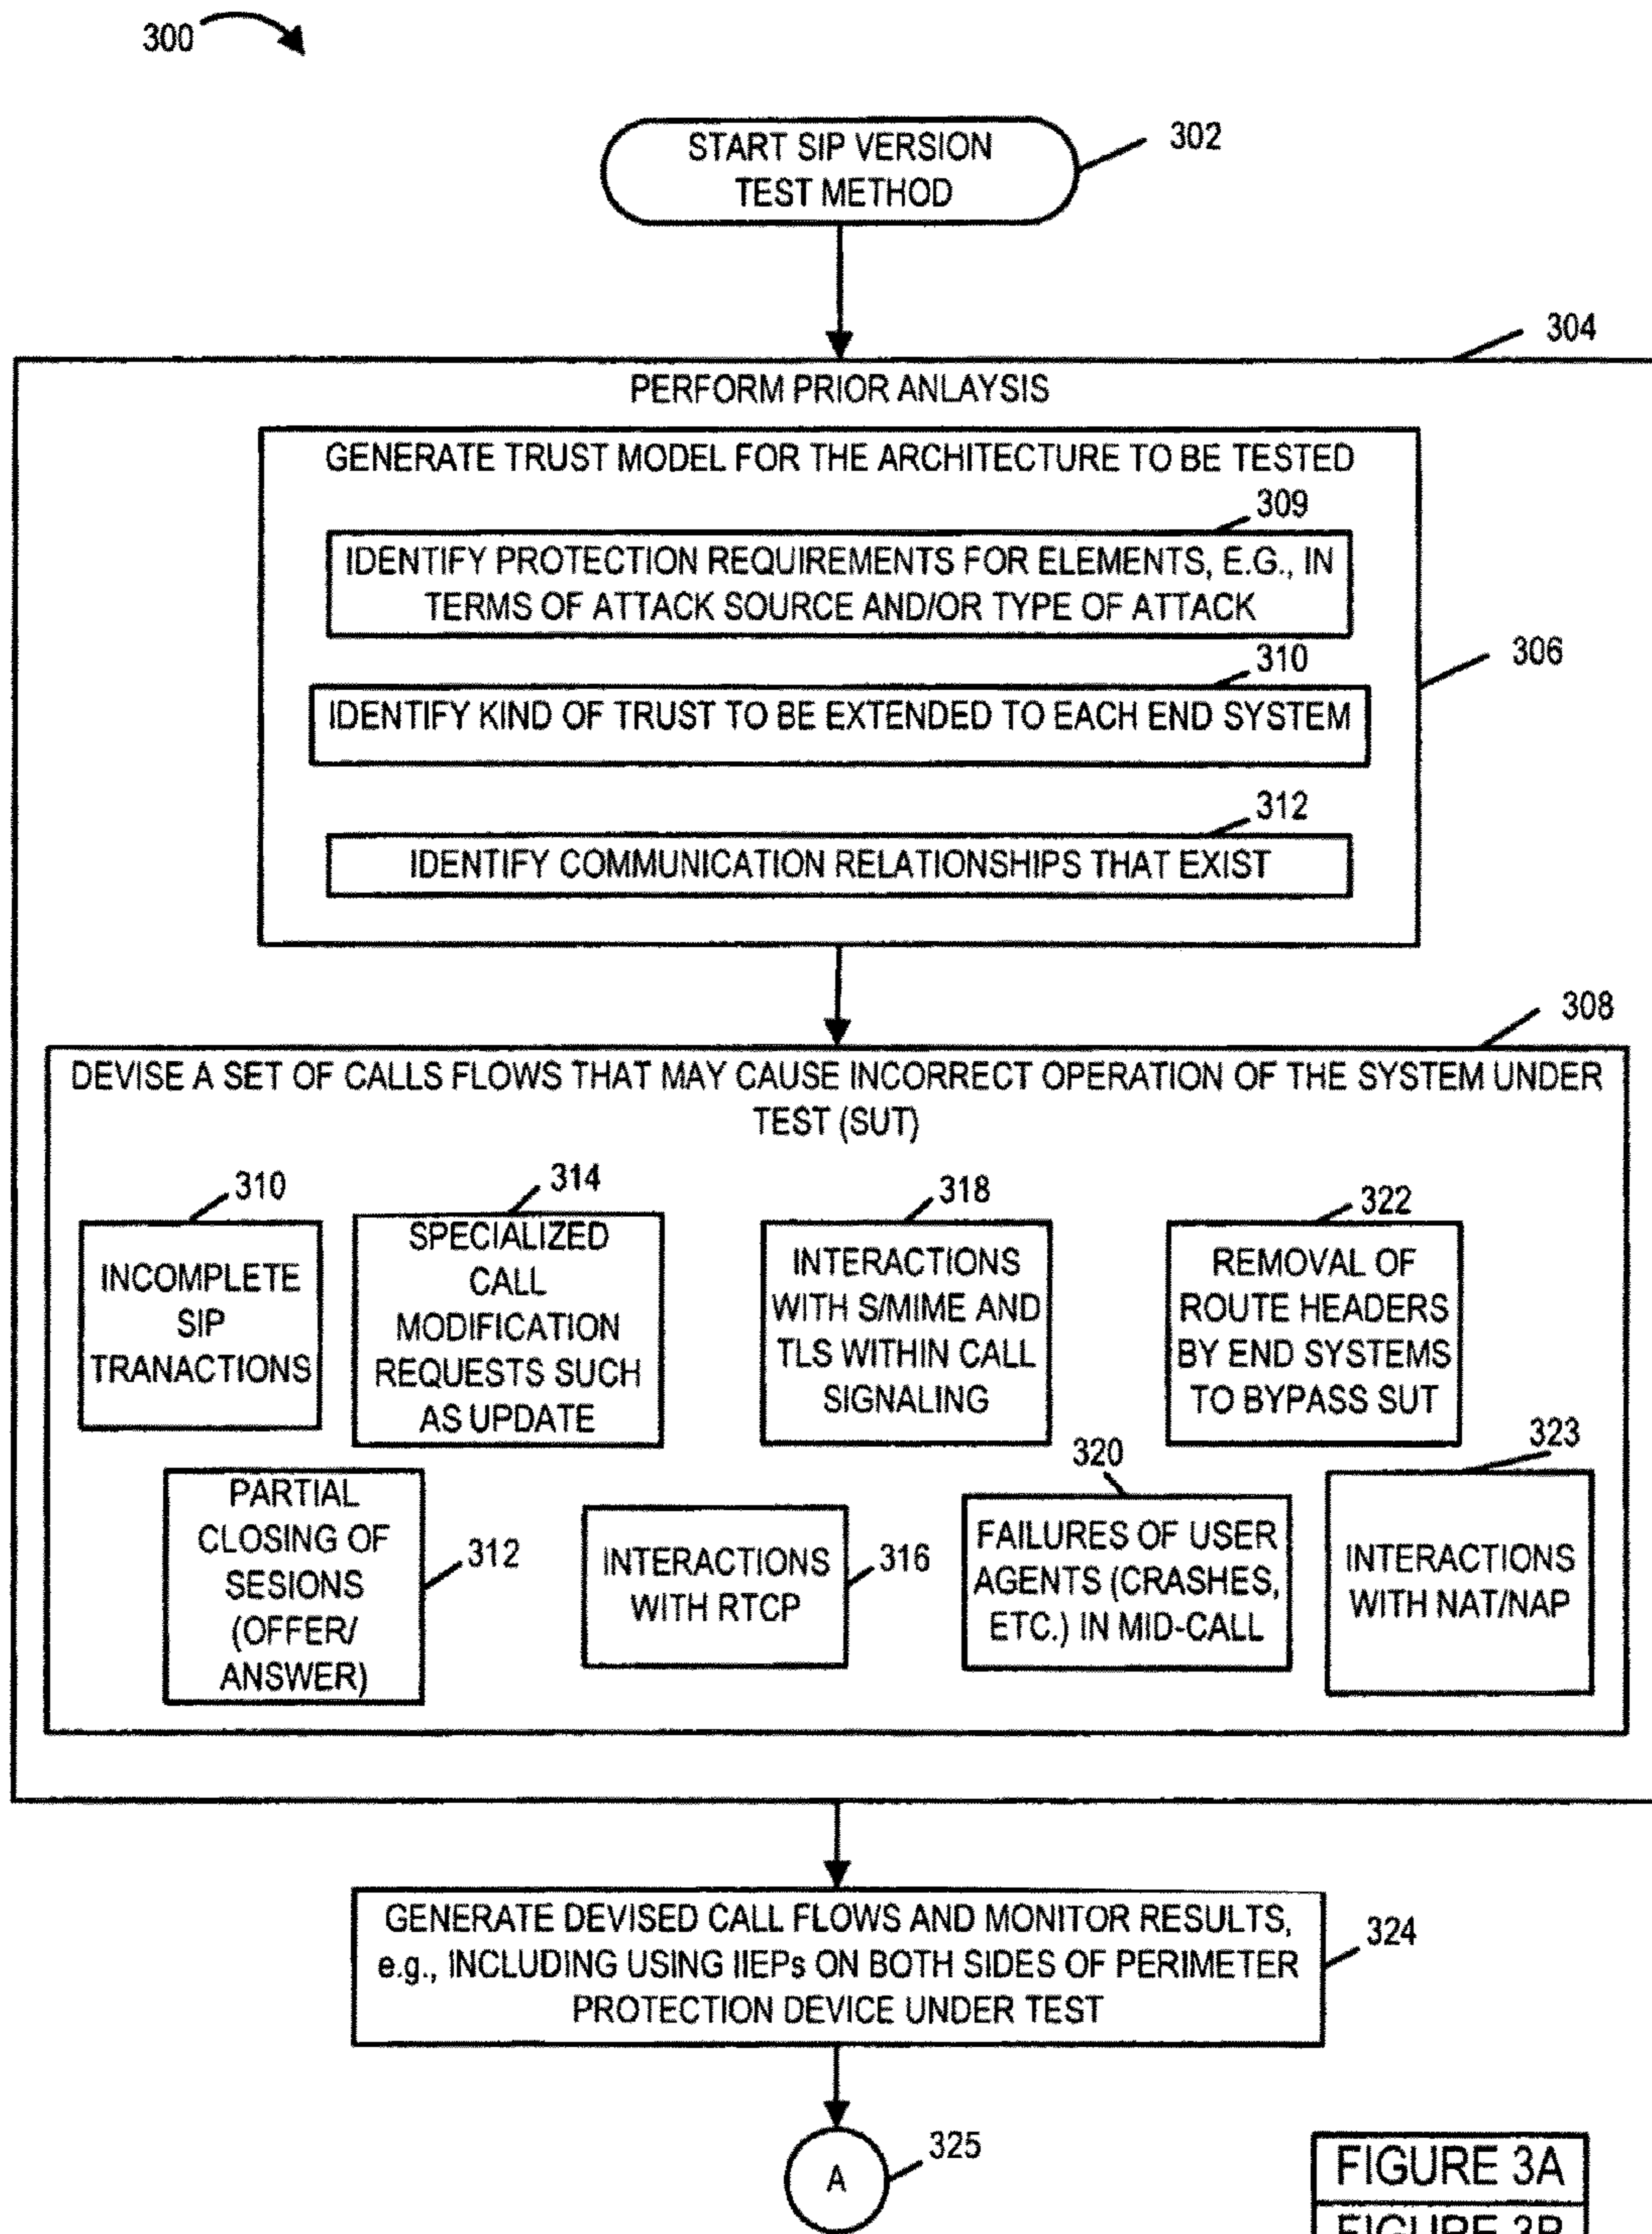 300
START SIP VERSION
TEST METHOD
302
304
PERFORM PRIOR ANLAYSIS
GENERATE TRUST MODEL FOR THE ARCHITECTURE TO BE TESTED
309
IDENTIFY PROTECTION REQUIREMENTS FOR ELEMENTS, E.G., IN
TERMS OF ATTACK SOURCE AND/OR TYPE OF ATTACK
306
310
IDENTIFY KIND OF TRUST TO BE EXTENDED TO EACH END SYSTEM
312
IDENTIFY COMMUNICATION RELATIONSHIPS THAT EXIST
308
DEVISE A SET OF CALLS FLOWS THAT MAY CAUSE INCORRECT OPERATION OF THE SYSTEM UNDER
TEST (SUT)
310
INCOMPLETE
SIP
TRANACTIONS
314
SPECIALIZED
CALL
MODIFICATION
REQUESTS SUCH
AS UPDATE
318
INTERACTIONS
WITH S/MIME AND
TLS WITHIN CALL
SIGNALING
322
REMOVAL OF
ROUTE HEADERS
BY END SYSTEMS
TO BYPASS SUT
PARTIAL
CLOSING OF
SESIONS
(OFFER/
ANSWER)
312
INTERACTIONS
WITH RTCP
316
320
FAILURES OF USER
AGENTS (CRASHES,
ETC.) IN MID-CALL
323
INTERACTIONS
WITH NAT/NAP
GENERATE DEVISED CALL FLOWS AND MONITOR RESULTS,
e.g., INCLUDING USING IIEPs ON BOTH SIDES OF PERIMETER
PROTECTION DEVICE UNDER TEST
324
A
325
FIGURE 3A
FIGURE 3B